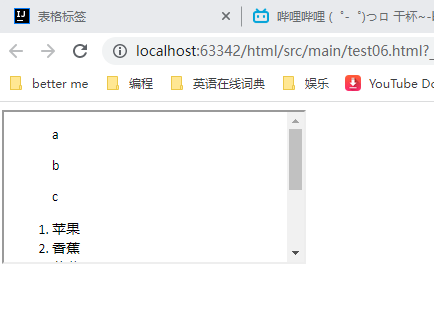 表格标签
哔哩哔哩 (゜-゜)つロ 干杯~-
localhost:63342/html/src/main/test06.html?_
better me 编程 英语在线词典 娱乐 YouTube Do
a
b
c
1. 苹果
2. 香蕉